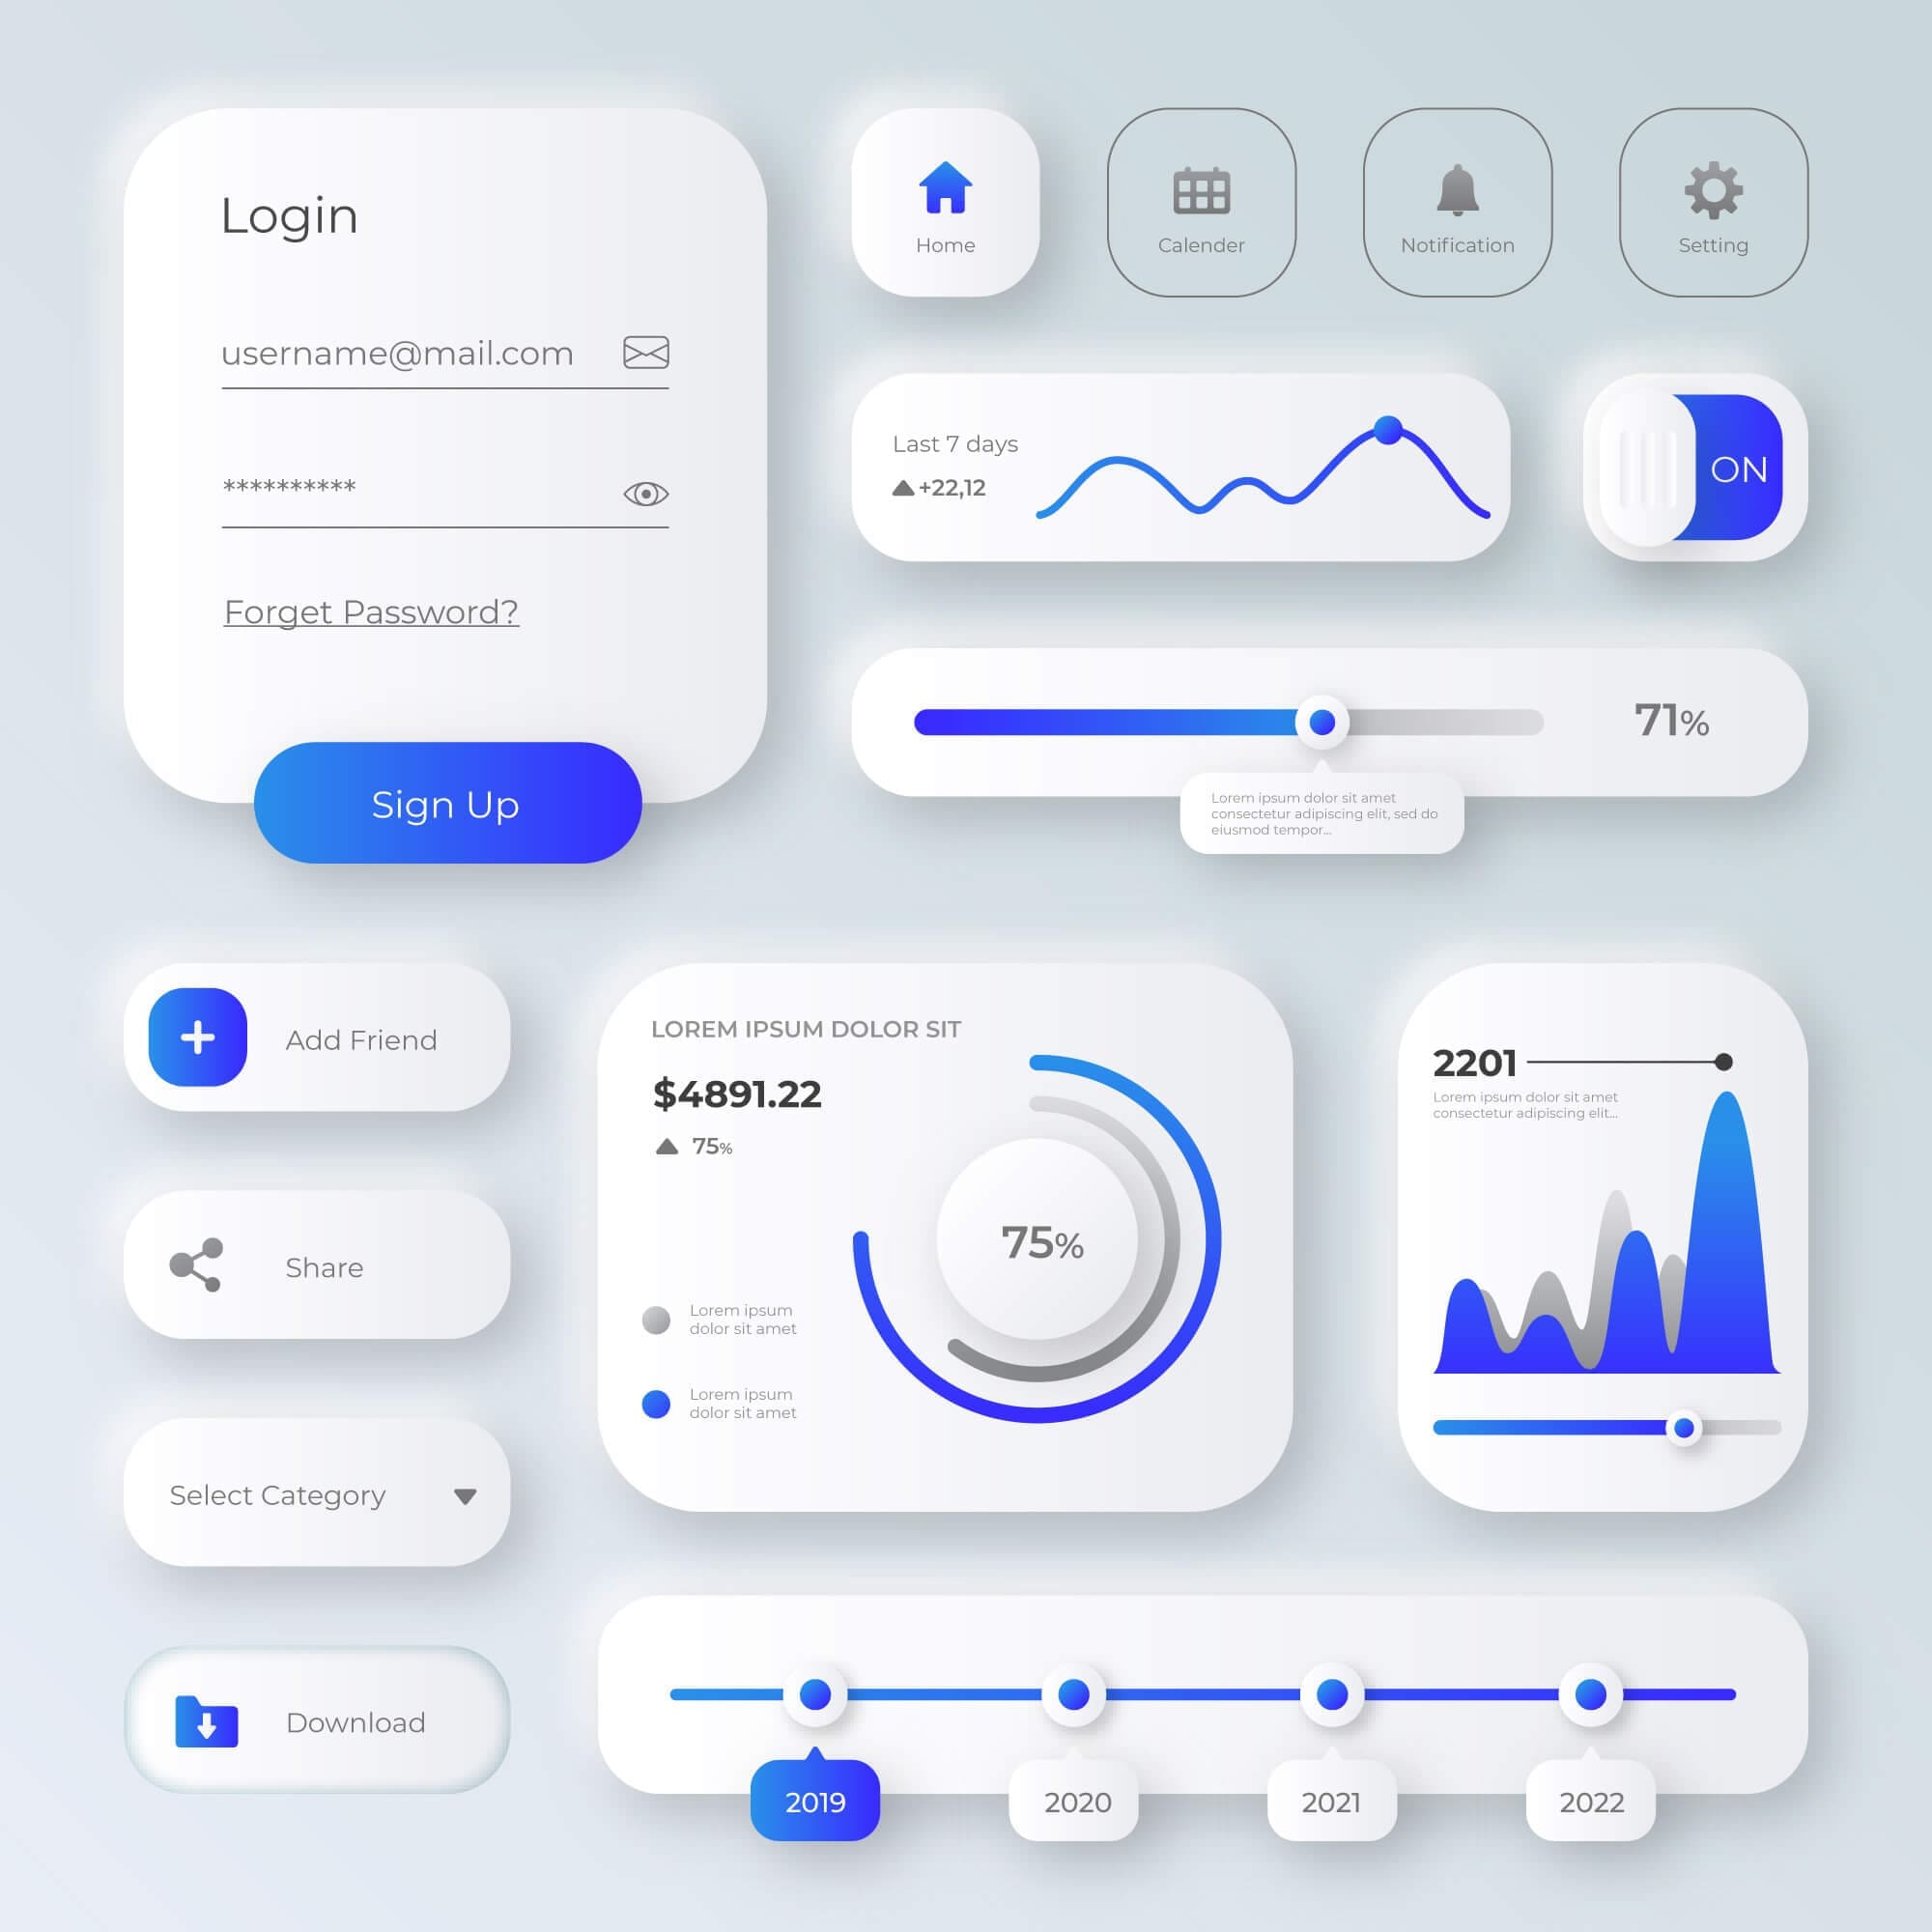 Login
username@mail.com
**********
Forget Password?
Sign Up
Home
Calender
Notification
Setting
Last 7 days
+22,12
ON
71%
Lorem ipsum dolor sit amet
consectetur adipiscing elit, sed do
eiusmod tempor...
Add Friend
Share
Select Category
Download
LOREM IPSUM DOLOR SIT
$4891.22
75%
75%
Lorem ipsum
dolor sit amet
Lorem ipsum
dolor sit amet
2201
Lorem ipsum dolor sit amet
consectetur adipiscing elit...
2019
2020
2021
2022